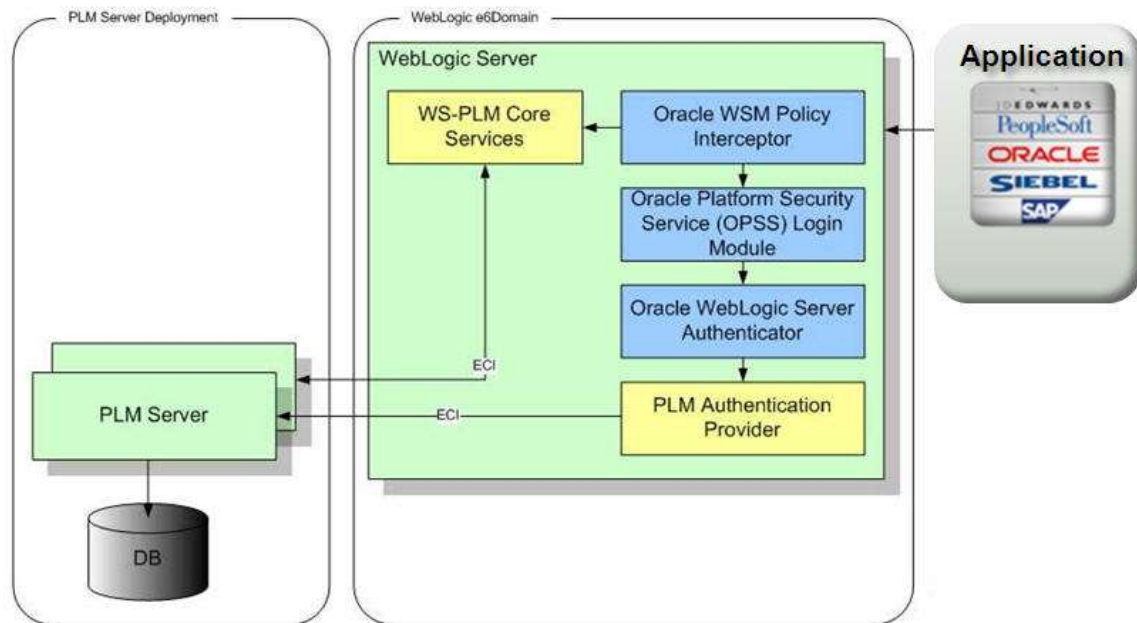 PLM Server Deployment
WebLogic e6Domain
WebLogic Server
WS-PLM Core
Services
Oracle WSM Policy
Interceptor
Oracle Platform Security
Service (OPSS) Login
Module
Oracle WebLogic Server
Authenticator
PLM Authentication
Provider
ECI
ECI
PLM Server
DB
Application
JDEDWARDS
PeopleSoft
ORACLE
SIEBEL
SAP